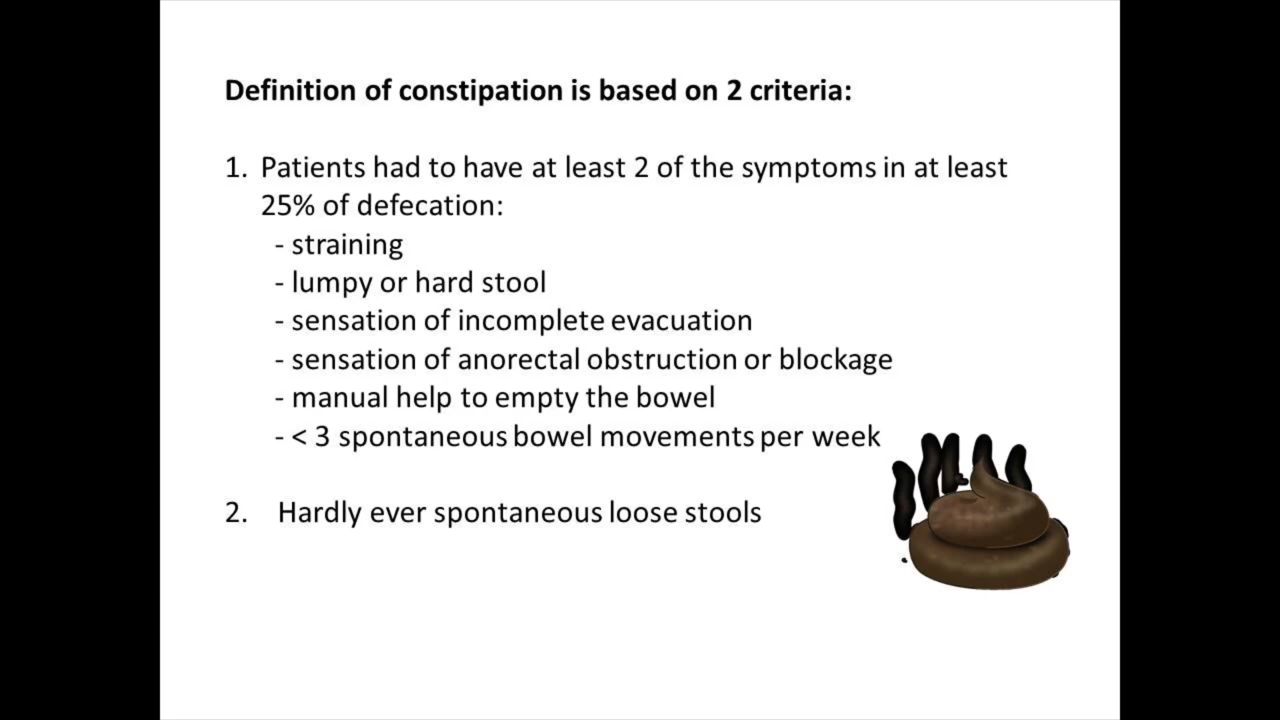 Definition of constipation is based on 2 criteria:
1. Patients had to have at least 2 of the symptoms in at least
25% of defecation:
- straining
- lumpy or hard stool
- sensation of incomplete evacuation
- sensation of anorectal obstruction or blockage
- manual help to empty the bowel
- < 3 spontaneous bowel movements per week
2. Hardly ever spontaneous loose stools